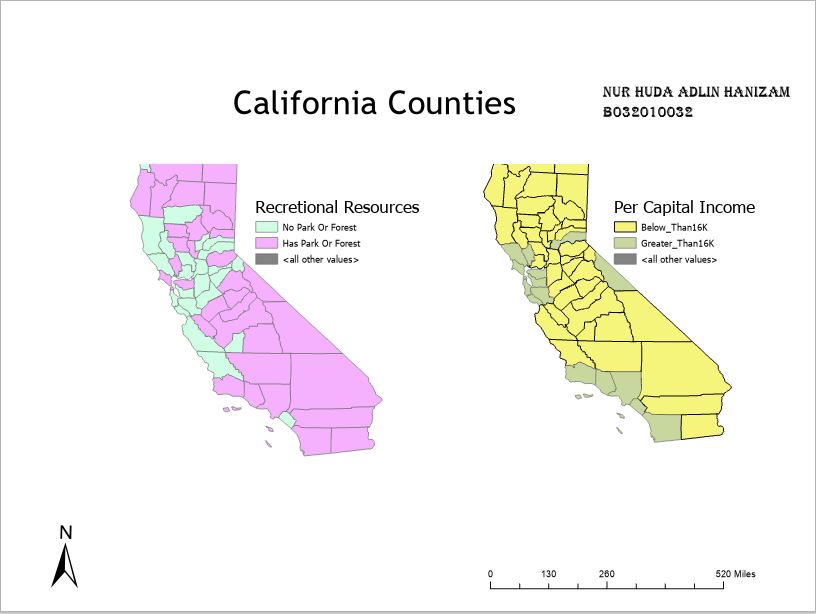 California Counties
NUR HUDA ADLIN HANIZAM
B032010032
Recretional Resources
No Park Or Forest
Has Park Or Forest
<all other values>
Per Capital Income
Below_Than16K
Greater_Than16K
<all other values>
N
0 130 260 520 Miles